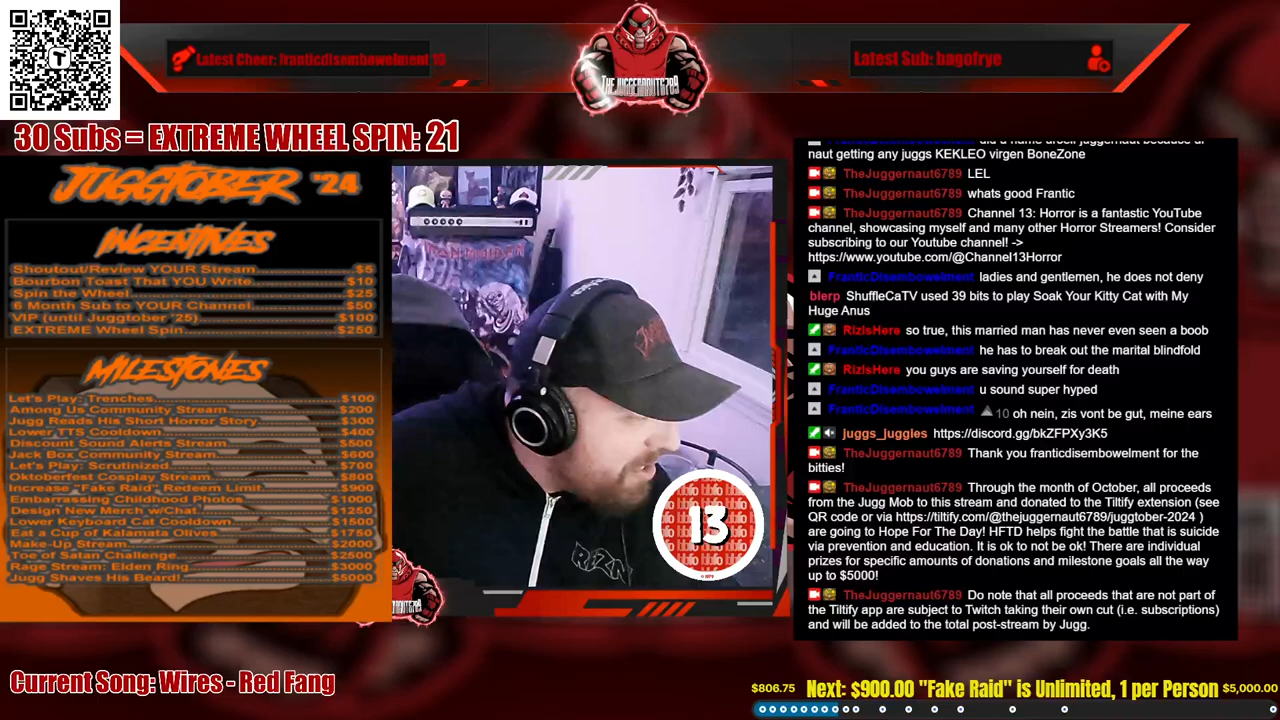 Latest Cheer: franticdisembowelment 10
THEJUGGERNAUT6789
Latest Sub: bagofrye
30 Subs = EXTREME WHEEL SPIN: 21
JUGGTOBER '24
INCENTIVES
Shoutout/Review YOUR Stream...................$5
Bourbon Toast That YOU Write..................$10
Spin the Wheel..................$25
6 Month Sub to YOUR Channel..................$50
VIP (until Juggtober '25)..................$100
EXTREME Wheel Spin..................$250
MILESTONES
Let's Play: Trenches..................$100
Among Us Community Stream..................$200
Jugg Reads His Short Horror Story..................$300
Lower TTS Cooldown..................$400
Discount Sound Alerts Stream..................$500
Jack Box Community Stream..................$600
Let's Play: Scrutinized..................$700
Oktoberfest Cosplay Stream..................$800
Increase "Fake Raid" Redeem Limit..................$900
Embarrassing Childhood Photos..................$1000
Design New Merch w/Chat..................$1250
Lower Keyboard Cat Cooldown..................$1500
Eat a Cup of Kalamata Olives..................$1750
Make-Up Stream..................$2000
Toe of Satan Challenge..................$2500
Rage Stream: Elden Ring..................$3000
Jugg Shaves His Beard!..................$5000
13
naut getting any juggs KEKLEO virgen BoneZone
TheJuggernaut6789 LEL
TheJuggernaut6789 whats good Frantic
TheJuggernaut6789 Channel 13: Horror is a fantastic YouTube
channel, showcasing myself and many other Horror Streamers! Consider
subscribing to our Youtube channel! ->
https://www.youtube.com/@Channel13Horror
FranticDisembowelment ladies and gentlemen, he does not deny
blerp ShuffleCaTV used 39 bits to play Soak Your Kitty Cat with My
Huge Anus
RizIsHere so true, this married man has never even seen a boob
FranticDisembowelment he has to break out the marital blindfold
RizIsHere you guys are saving yourself for death
FranticDisembowelment u sound super hyped
FranticDisembowelment 10 oh nein, zis vont be gut, meine ears
juggs_juggies https://discord.gg/bkZFPXy3K5
TheJuggernaut6789 Thank you franticdisembowelment for the
bitties!
TheJuggernaut6789 Through the month of October, all proceeds
from the Jugg Mob to this stream and donated to the Tiltify extension (see
QR code or via https://tiltify.com/@thejuggernaut6789/juggtober-2024 )
are going to Hope For The Day! HFTD helps fight the battle that is suicide
via prevention and education. It is ok to not be ok! There are individual
prizes for specific amounts of donations and milestone goals all the way
up to $5000!
TheJuggernaut6789 Do note that all proceeds that are not part of
the Tiltify app are subject to Twitch taking their own cut (i.e. subscriptions)
and will be added to the total post-stream by Jugg.
Current Song: Wires - Red Fang
$806.75 Next: $900.00 "Fake Raid" is Unlimited, 1 per Person $5,000.00